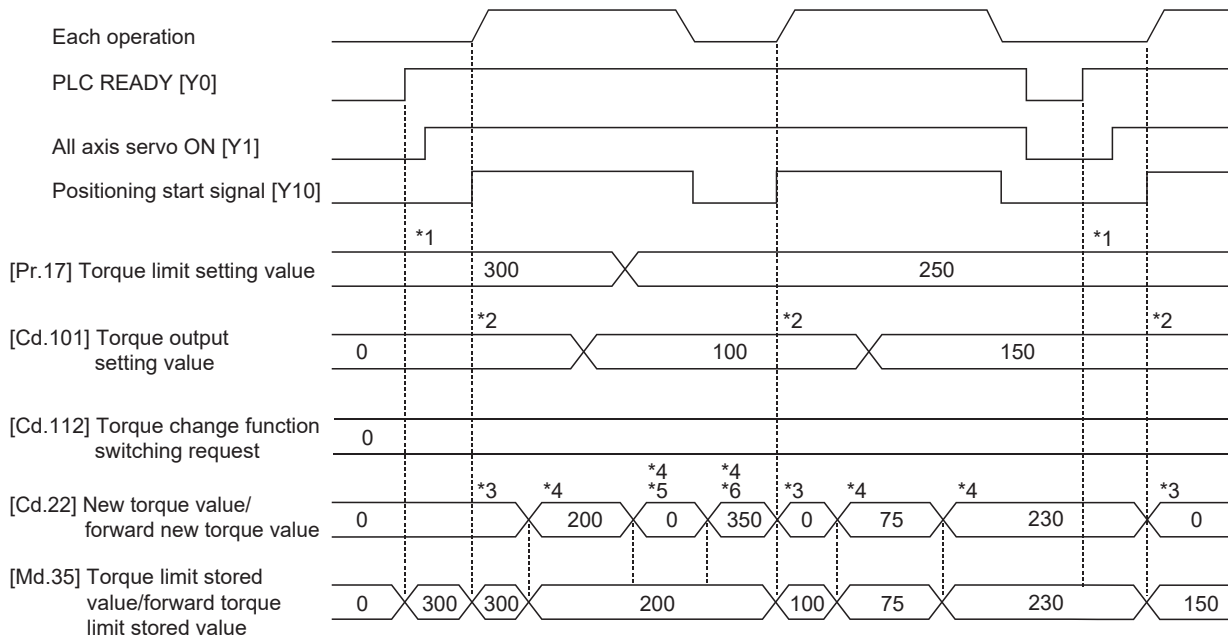 Each operation
PLC READY [Y0]
All axis servo ON [Y1]
Positioning start signal [Y10]
*1 *1
[Pr.17] Torque limit setting value 300 250
*2 *2 *2
[Cd.101] Torque output
setting value
0 100 150
[Cd.112] Torque change function
switching request
0
*4 *4
*3 *4 *5 *6 *3 *4 *4 *3
[Cd.22] New torque value/
forward new torque value
0 200 0 350 0 75 230 0
[Md.35] Torque limit stored
value/forward torque
limit stored value
0 300 300 200 100 75 230 150